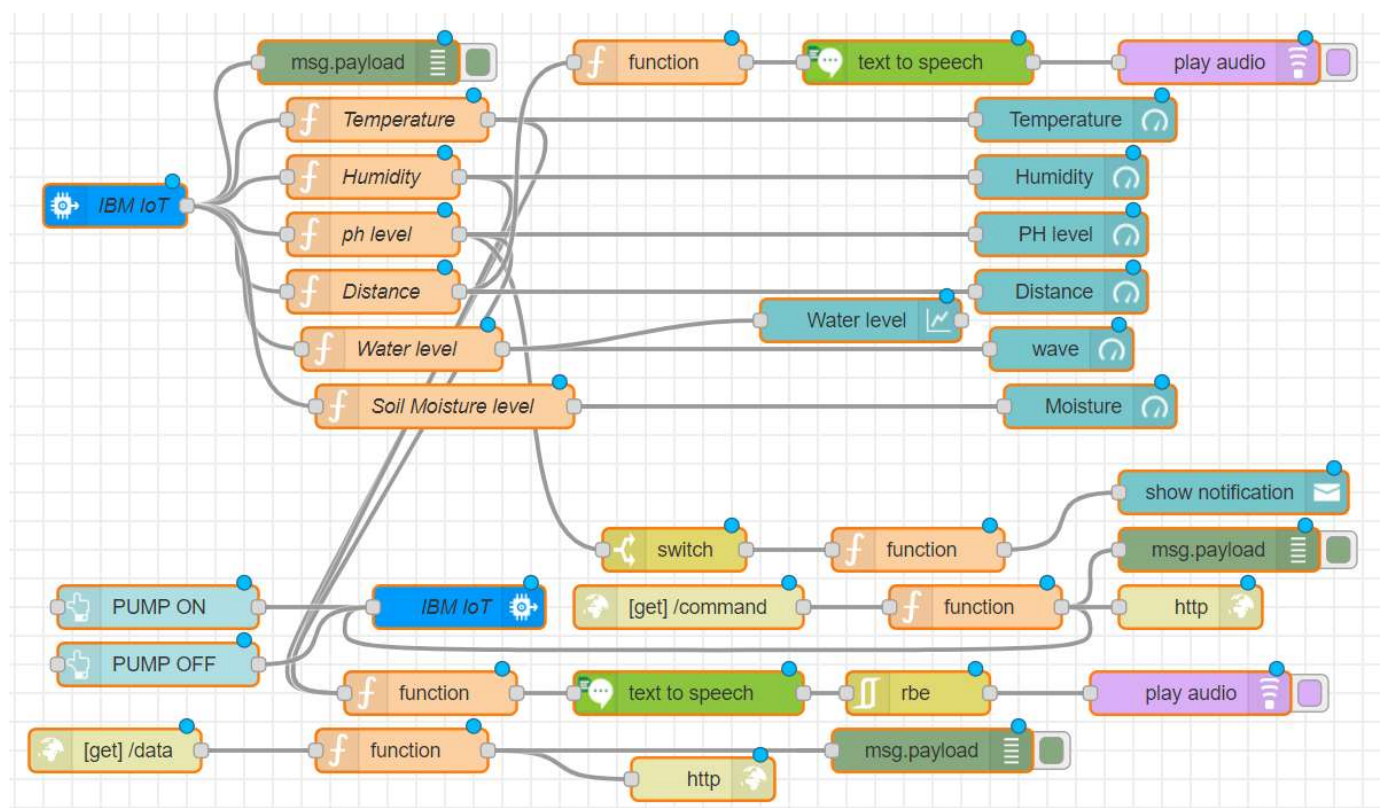 msg.payload
function
text to speech
play audio
Temperature
Temperature
Humidity
Humidity
IBM IoT
ph level
PH level
Distance
Distance
Water level
Water level
wave
Soil Moisture level
Moisture
show notification
switch
function
msg.payload
PUMP ON
IBM IoT
[get] /command
function
http
PUMP OFF
function
text to speech
rbe
play audio
[get] /data
function
msg.payload
http